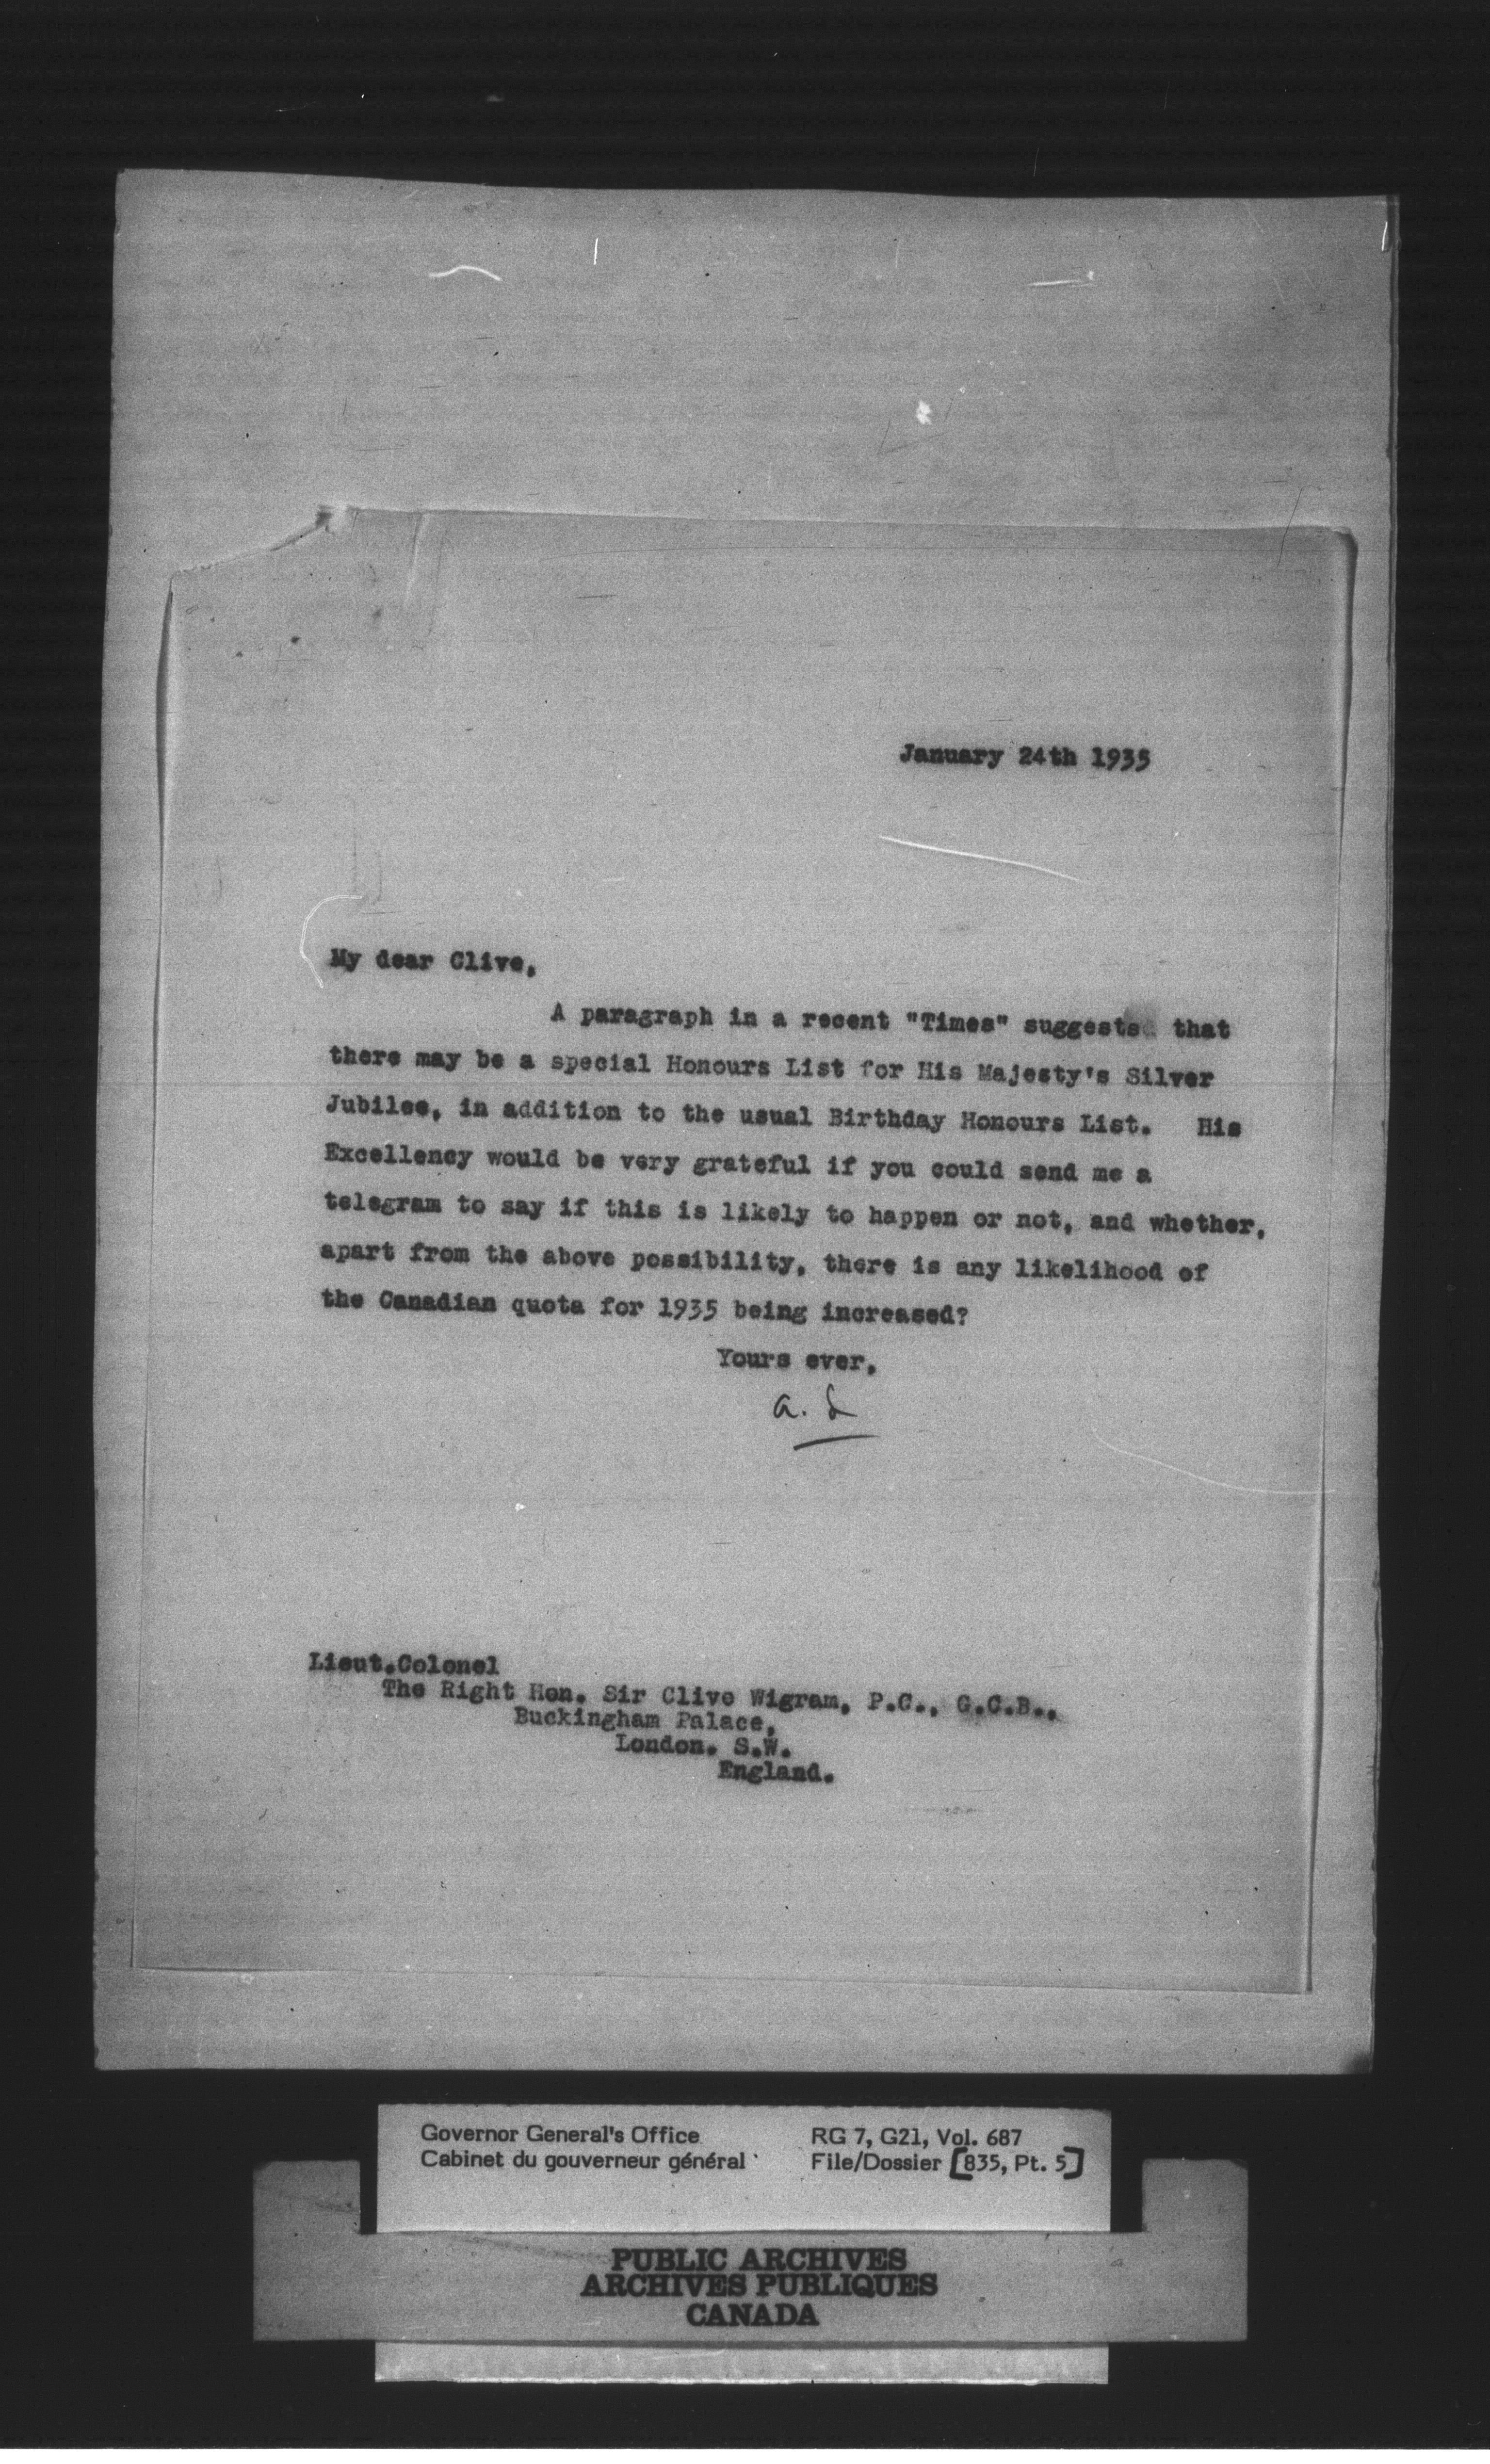 January 24th 1935
My dear Clive,
A paragraph in a recent "Times" suggests that
there may be a special Honours List for His Majesty's Silver
Jubilee, in addition to the usual Birthday Honours List. His
Excellency would be very grateful if you could send me a
telegram to say if this is likely to happen or not, and whether,
apart from the above possibility, there is any likelihood of
the Canadian quota for 1935 being increased?
Yours ever,
a. L
Lieut.Colonel
The Right Hon. Sir Clive Wigram, P.C., G.C.B.,
Buckingham Palace,
London. S.W.
England.
Governor General's Office
Cabinet du gouverneur général
RG 7, G21, Vol. 687
File/Dossier [835, Pt. 5]
PUBLIC ARCHIVES
ARCHIVES PUBLIQUES
CANADA